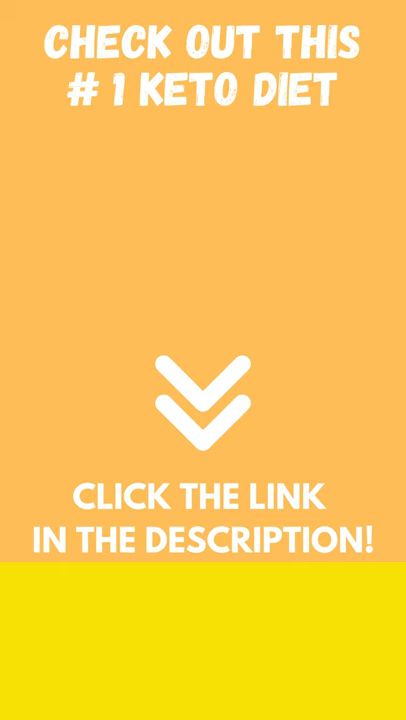 CHECK OUT THIS
# 1 KETO DIET
CLICK THE LINK
IN THE DESCRIPTION!